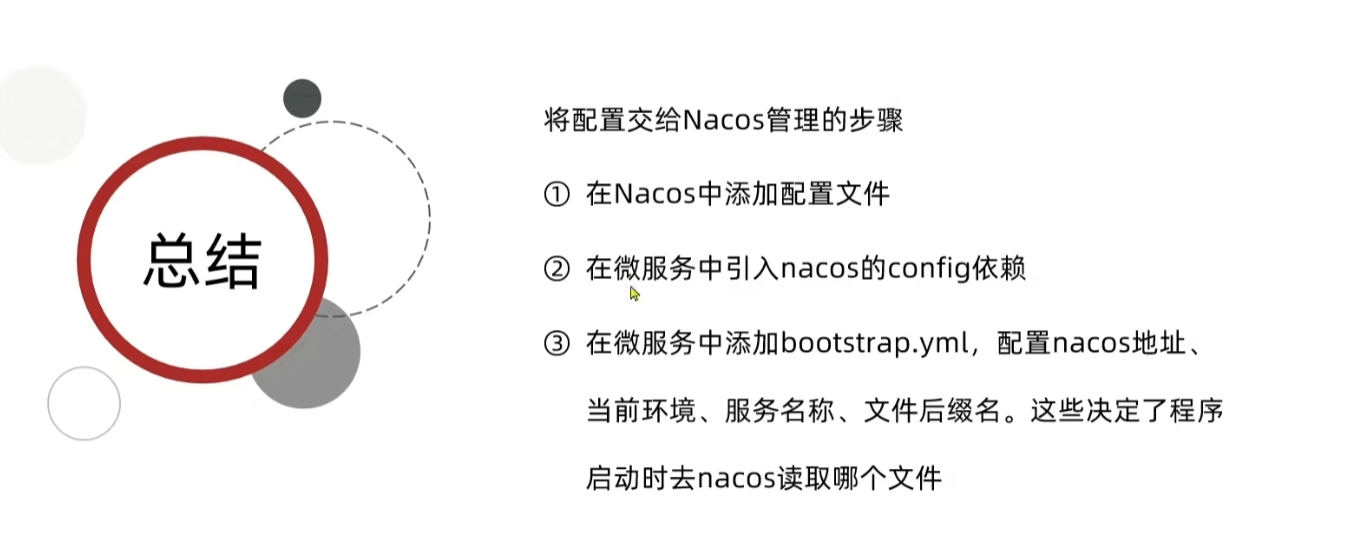 总结
将配置交给Nacos管理的步骤
① 在Nacos中添加配置文件
② 在微服务中引入nacos的config依赖
③ 在微服务中添加bootstrap.yml，配置nacos地址、
当前环境、服务名称、文件后缀名。这些决定了程序
启动时去nacos读取哪个文件